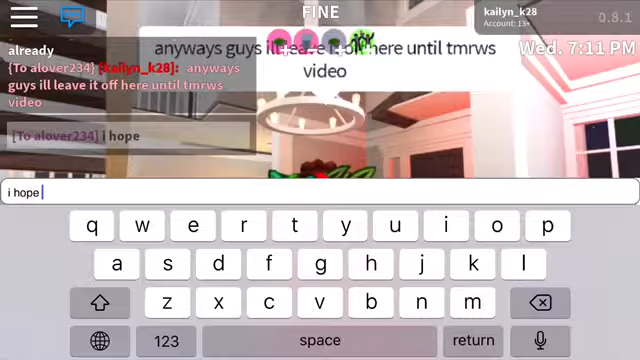 FINE
kailyn_k28
Account: 13+
0.8.1
Wed. 7:11 PM
anyways guys ill leave it off here until tmrws
video
already
{To alover234} [kailyn_k28]: anyways
guys ill leave it off here until tmrws
video
[To alover234] i hope
i hope
q w e r t y u i o p
a s d f g h j k l
z x c v b n m
123 space return